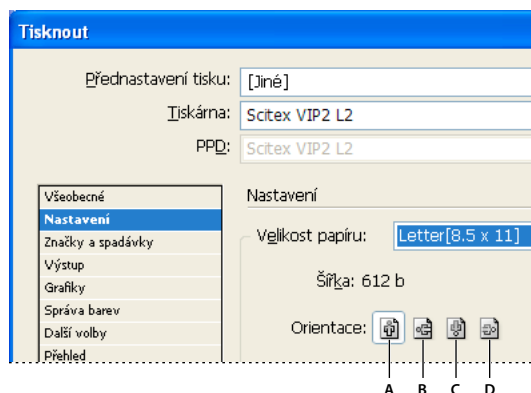 Tisknout
Přednastavení tisku: [Jiné]
Tiskárna: Scitex VIP2 L2
PPD: Scitex VIP2 L2
Všeobecné
Nastavení
Značky a spadávky
Výstup
Grafiky
Správa barev
Další volby
Přehled
Nastavení
Velikost papíru: Letter[8.5 x 11]
Šířka: 612 b
Orientace:
A B C D